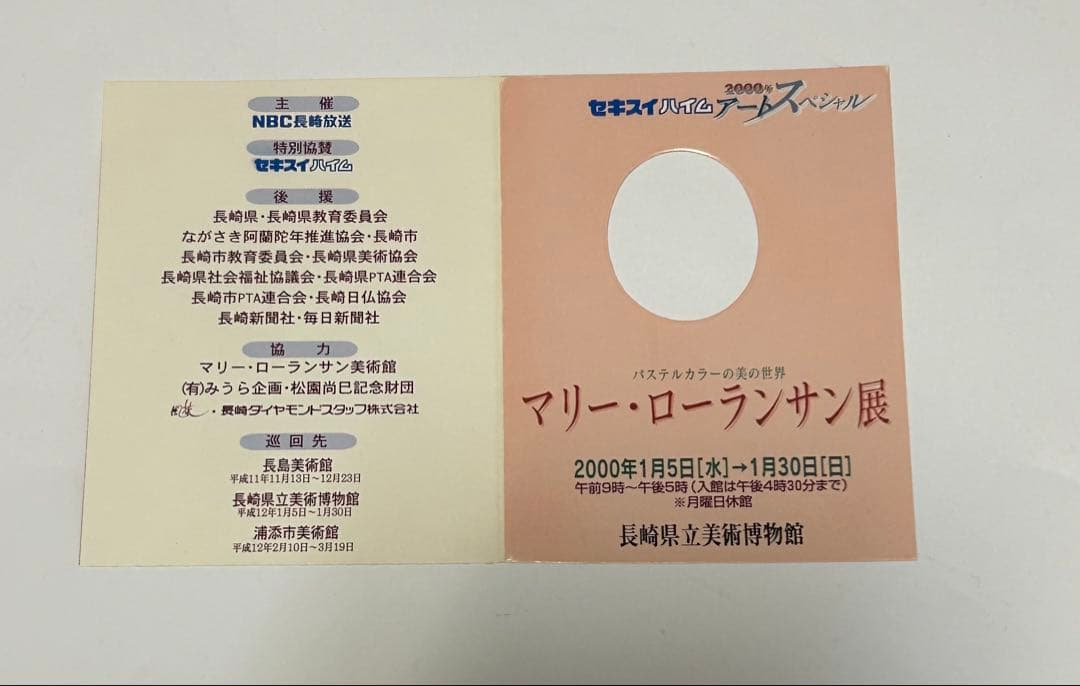 主催
NBC長崎放送
特別協賛
セキスイハイム
後援
長崎県・長崎県教育委員会
ながさき阿蘭陀年推進協会・長崎市
長崎市教育委員会・長崎県美術協会
長崎県社会福祉協議会・長崎県PTA連合会
長崎市PTA連合会・長崎日仏協会
長崎新聞社・毎日新聞社
協力
マリー・ローランサン美術館
(有)みうら企画・松園尚巳記念財団
・長崎ダイヤモンドスタッフ株式会社
巡回先
長島美術館
平成11年11月13日~12月23日
長崎県立美術博物館
平成12年1月5日~1月30日
浦添市美術館
平成12年2月10日~3月19日
セキスイハイム 2000年アートスペシャル
パステルカラーの美の世界
マリー・ローランサン展
2000年1月5日[水]→1月30日[日]
午前9時~午後5時(入館は午後4時30分まで)
※月曜日休館
長崎県立美術博物館